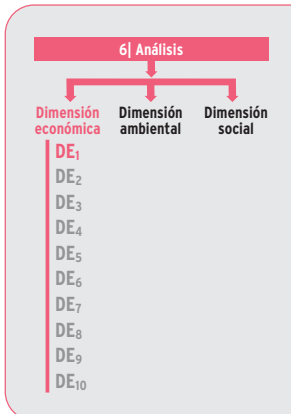 6| Análisis
Dimensión económica
Dimensión ambiental
Dimensión social
DE1
DE2
DE3
DE4
DE5
DE6
DE7
DE8
DE9
DE10